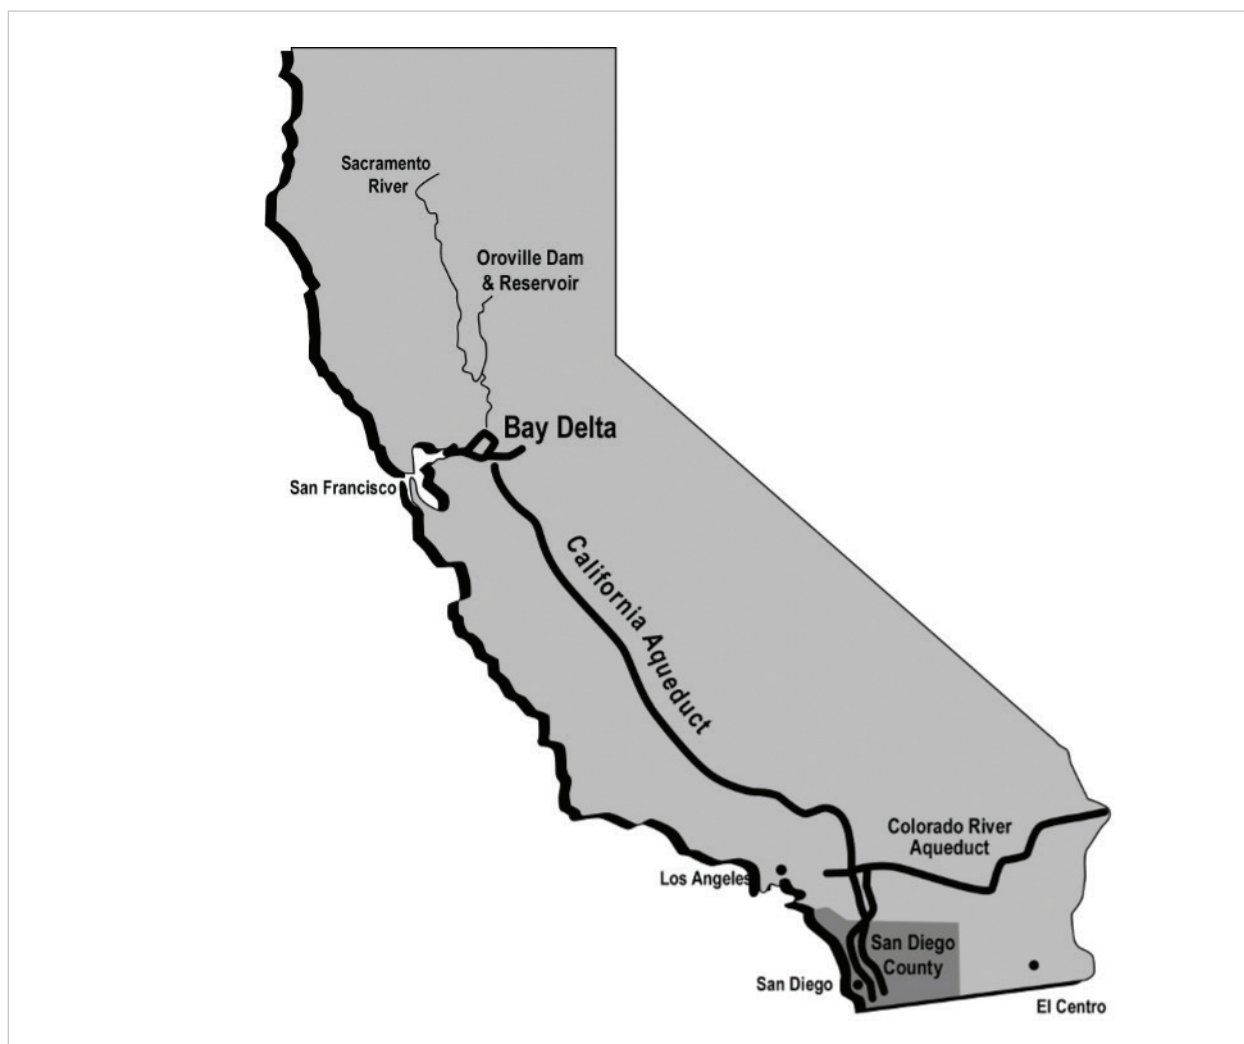 Sacramento
River
Oroville Dam
& Reservoir
Bay Delta
San Francisco
California Aqueduct
Colorado River
Aqueduct
Los Angeles
San Diego
County
San Diego
El Centro